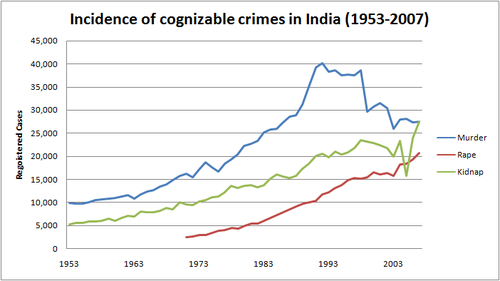 Incidence of cognizable crimes in India (1953-2007)
45,000
40,000
35,000
30,000
25,000
20,000
15,000
10,000
5,000
0
Registered Cases
1953 1963 1973 1983 1993 2003
Murder
Rape
Kidnap